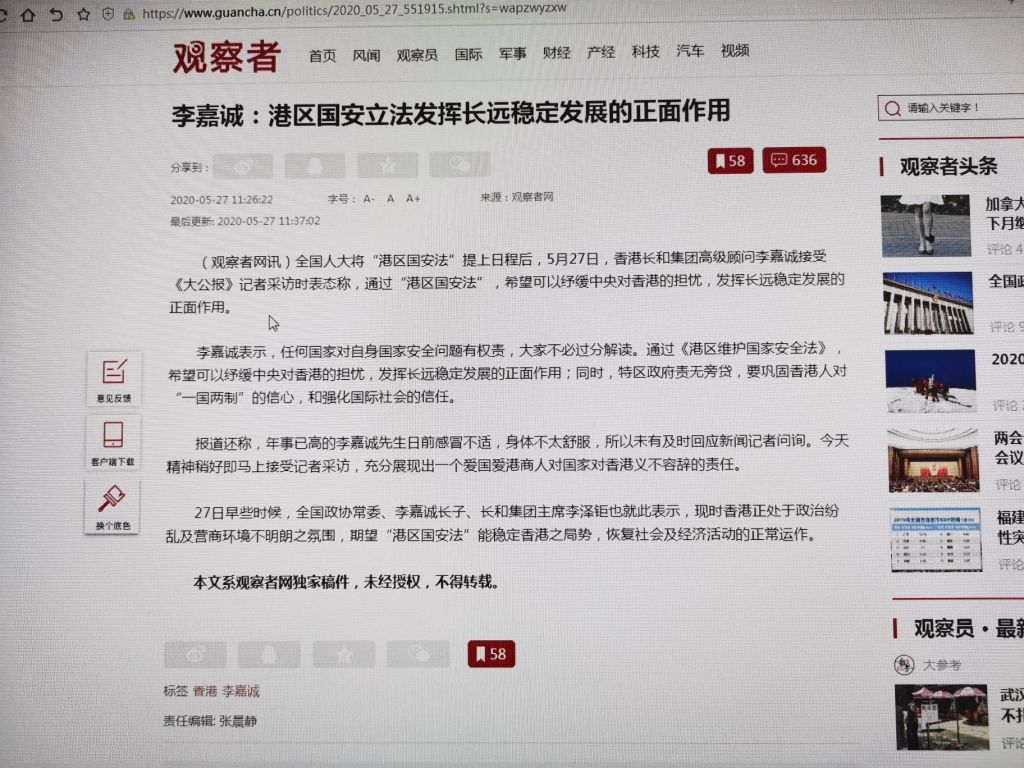 https://www.guancha.cn/politics/2020_05_27_551915.shtml?s=wapzwyzxw
观察者
首页 风闻 观察员 国际 军事 财经 产经 科技 汽车 视频
李嘉诚：港区国安立法发挥长远稳定发展的正面作用
请输入关键字！
分享到：
58
636
观察者头条
2020-05-27 11:26:22 字号： A- A A+ 来源：观察者网
最后更新: 2020-05-27 11:37:02
加拿大
下月
评论 4
（观察者网讯）全国人大将“港区国安法”提上日程后，5月27日，香港长和集团高级顾问李嘉诚接受
《大公报》记者采访时表态称，通过“港区国安法”，希望可以纾缓中央对香港的担忧，发挥长远稳定发展的
正面作用。
全国政
评论 9
李嘉诚表示，任何国家对自身国家安全问题有权责，大家不必过分解读。通过《港区维护国家安全法》，
希望可以纾缓中央对香港的担忧，发挥长远稳定发展的正面作用；同时，特区政府责无旁贷，要巩固香港人对
“一国两制”的信心，和强化国际社会的信任。
2020
评论
意见反馈
客户端下载
换个底色
报道还称，年事已高的李嘉诚先生日前感冒不适，身体不太舒服，所以未有及时回应新闻记者问询。今天
精神稍好即马上接受记者采访，充分展现出一个爱国爱港商人对国家对香港义不容辞的责任。
两会
会议
评论
27日早些时候，全国政协常委、李嘉诚长子、长和集团主席李泽钜也就此表示，现时香港正处于政治纷
乱及营商环境不明朗之氛围，期望“港区国安法”能稳定香港之局势，恢复社会及经济活动的正常运作。
福建
性突
评论
本文系观察者网独家稿件，未经授权，不得转载。
58
观察员·最新
大参考
标签 香港 李嘉诚
责任编辑: 张晨静
武汉
评论